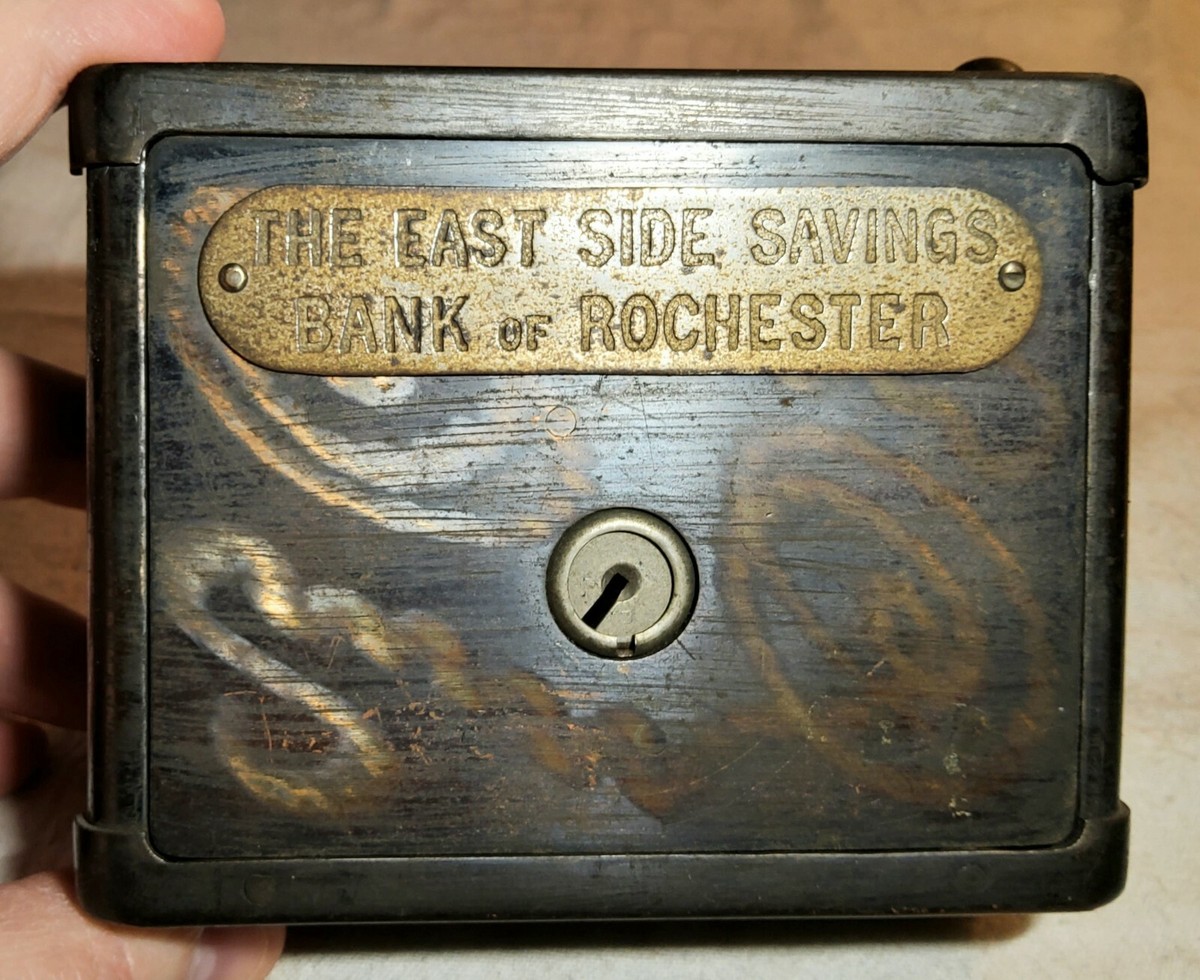 THE EAST SIDE SAVINGS
BANK OF ROCHESTER